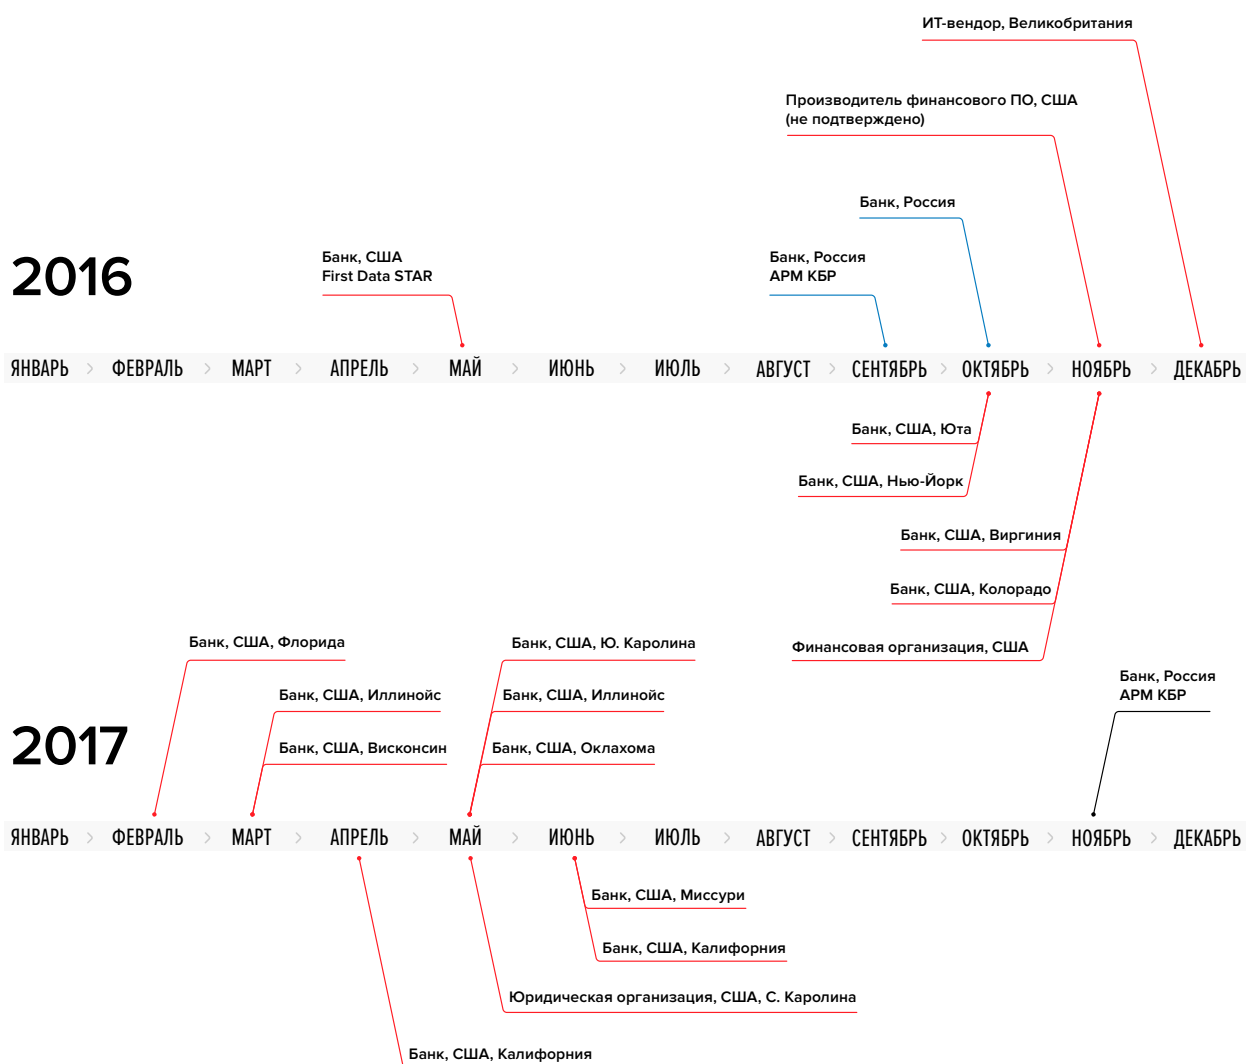 ИТ-вендор, Великобритания
Производитель финансового ПО, США
(не подтверждено)
Банк, Россия
Банк, США
First Data STAR
Банк, Россия
АРМ КБР
2016
ЯНВАРЬ > ФЕВРАЛЬ > МАРТ > АПРЕЛЬ > МАЙ > ИЮНЬ > ИЮЛЬ > АВГУСТ > СЕНТЯБРЬ > ОКТЯБРЬ > НОЯБРЬ > ДЕКАБРЬ
Банк, США, Юта
Банк, США, Нью-Йорк
Банк, США, Виргиния
Банк, США, Колорадо
Финансовая организация, США
Банк, США, Флорида
Банк, США, Ю. Каролина
Банк, Россия
АРМ КБР
Банк, США, Иллинойс
Банк, США, Иллинойс
2017
Банк, США, Висконсин
Банк, США, Оклахома
ЯНВАРЬ > ФЕВРАЛЬ > МАРТ > АПРЕЛЬ > МАЙ > ИЮНЬ > ИЮЛЬ > АВГУСТ > СЕНТЯБРЬ > ОКТЯБРЬ > НОЯБРЬ > ДЕКАБРЬ
Банк, США, Миссури
Банк, США, Калифорния
Юридическая организация, США, С. Каролина
Банк, США, Калифорния